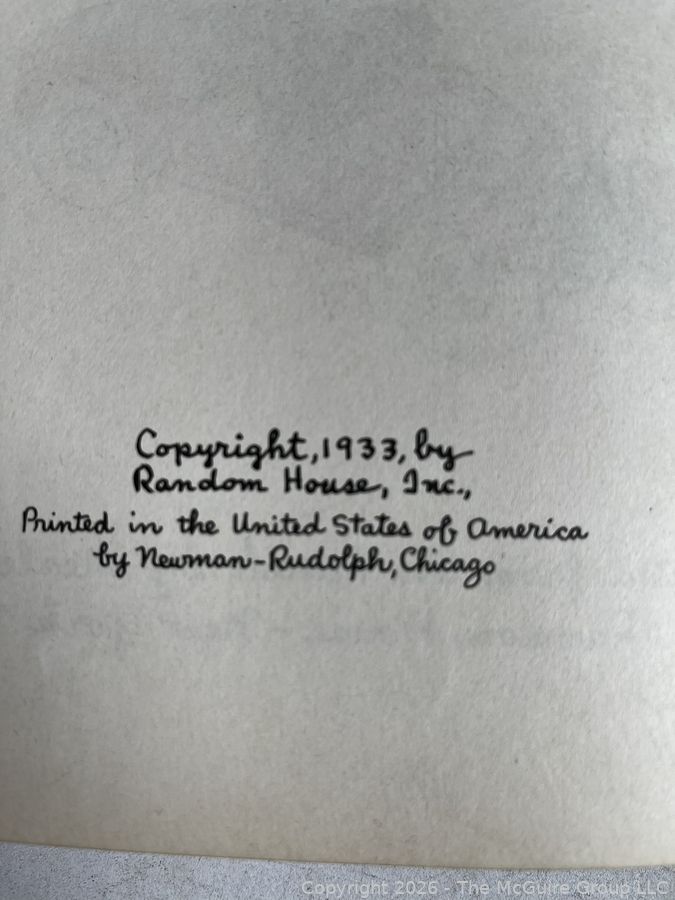 Copyright, 1933, by
Random House, Inc.,
Printed in the United States of America
by Newman-Rudolph, Chicago
Copyright 2026 - The McGuire Group LLC